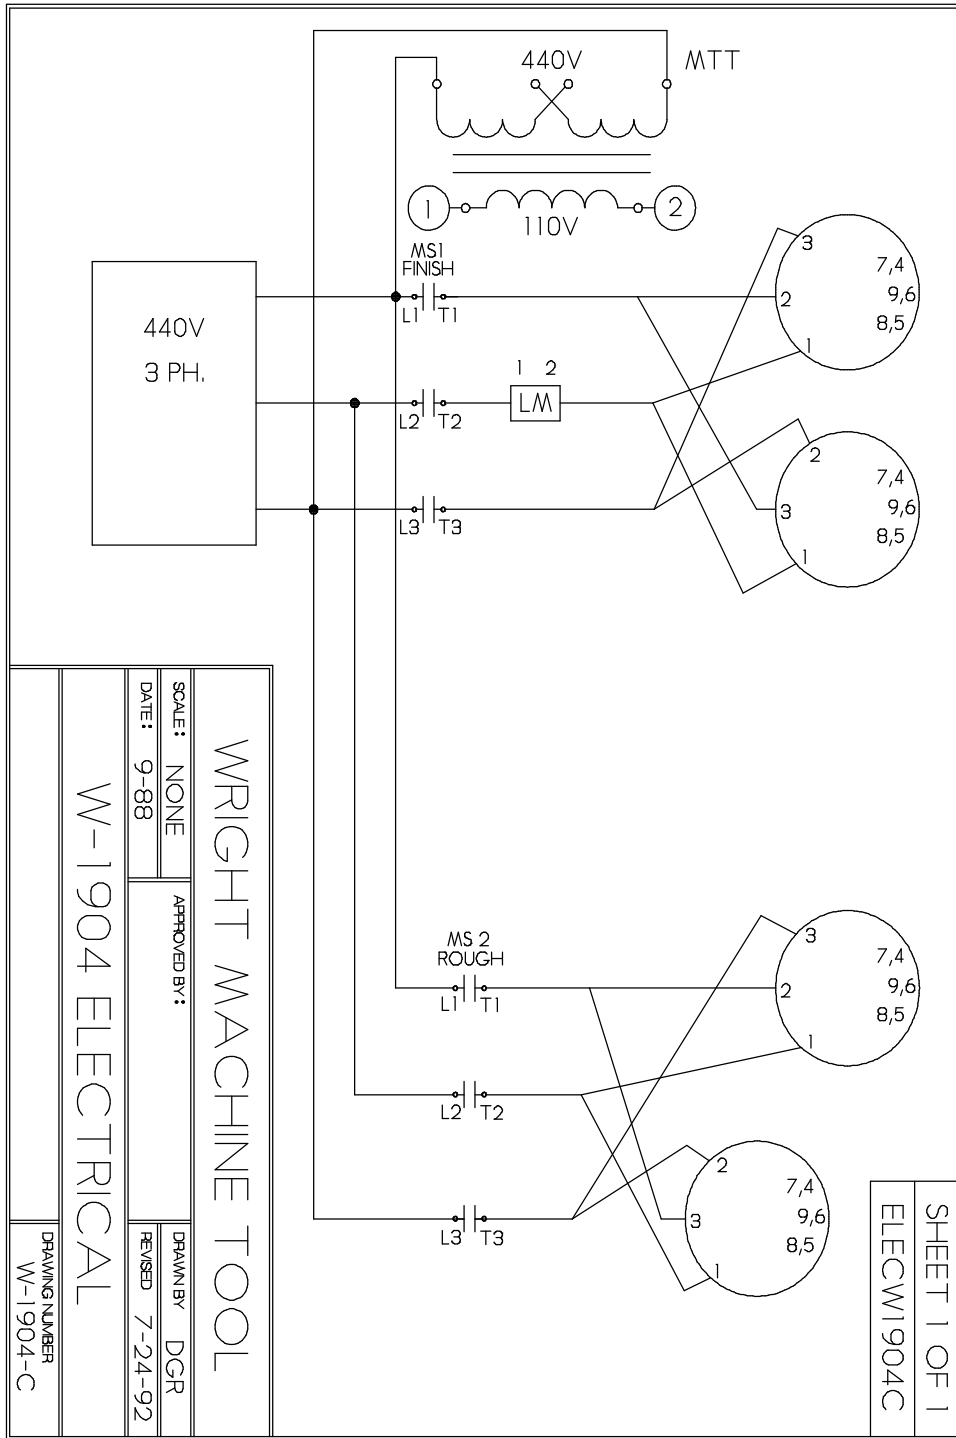 440V
MTT
1
2
110V
MS1
FINISH
L1 T1
440V
3 PH.
1 2
LM
L2 T2
L3 T3
3
2
1
7,4
9,6
8,5
2
3
1
7,4
9,6
8,5
MS 2
ROUGH
L1 T1
L2 T2
L3 T3
3
2
1
7,4
9,6
8,5
2
3
1
7,4
9,6
8,5
SHEET 1 OF 1
ELECW1904C
WRIGHT MACHINE TOOL
SCALE: NONE
APPROVED BY:
DRAWN BY DGR
DATE: 9-88
REVISED 7-24-92
W-1904 ELECTRICAL
DRAWING NUMBER
W-1904-C